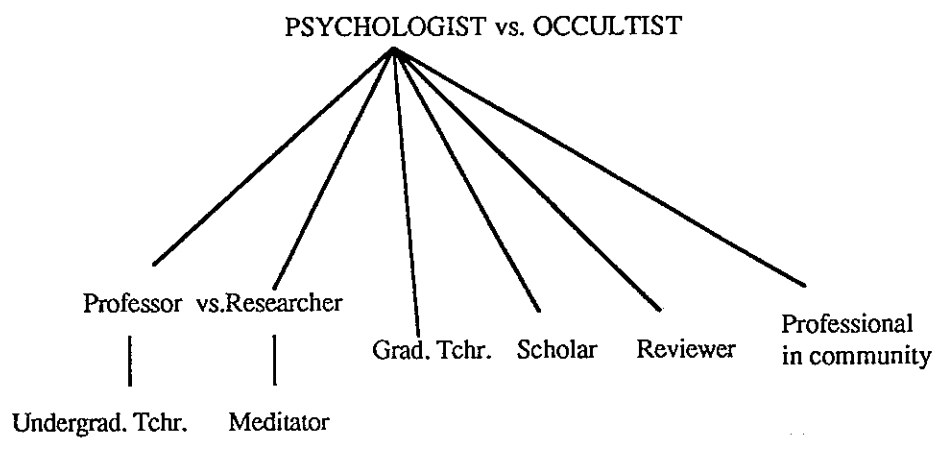 PSYCHOLOGIST vs. OCCULTIST
Professor vs.Researcher
Grad. Tchr. Scholar Reviewer
Professional
in community
Undergrad. Tchr. Meditator